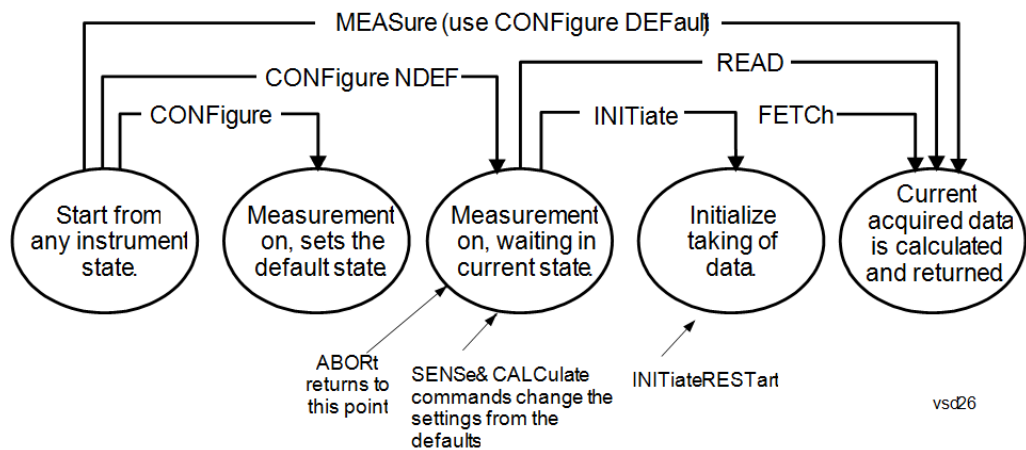 MEASure (use CONFigure DEFault)
CONFigure NDEF
READ
CONFigure
INITiate
FETCh
Start from
any instrument
state.
Measurement
on, sets the
default state.
Measurement
on, waiting in
current state.
Initialize
taking of
data.
Current
acquired data
is calculated
and returned.
ABORt
returns to
this point
SENSe& CALCulate
commands change the
settings from the
defaults
INITiateRESTart
vsd26